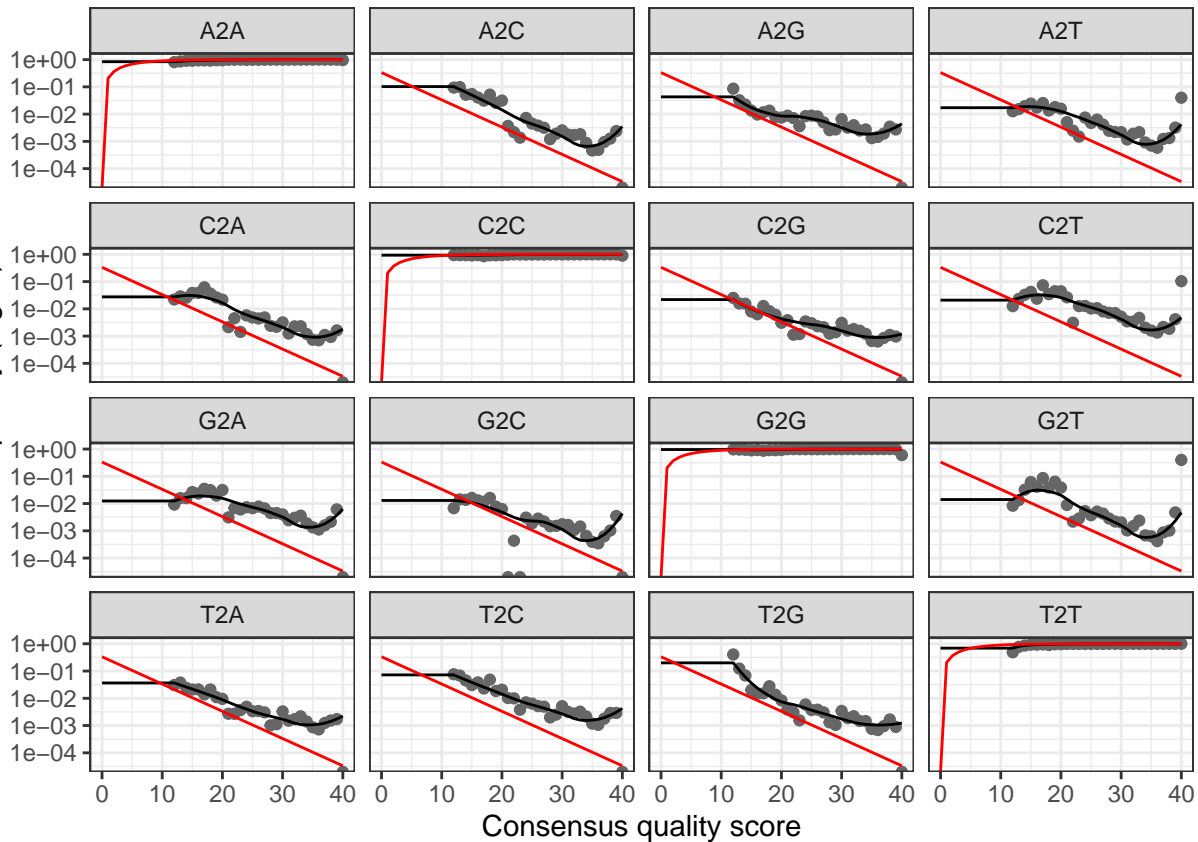 A2A A2C A2G A2T
1e+00
1e−01
1e−02
1e−03
1e−04
C2A C2C C2G C2T
1e+00
1e−01
1e−02
1e−03
1e−04
G2A G2C G2G G2T
1e+00
1e−01
1e−02
1e−03
1e−04
T2A T2C T2G T2T
1e+00
1e−01
1e−02
1e−03
1e−04
0 10 20 30 40 0 10 20 30 40 0 10 20 30 40 0 10 20 30 40
Consensus quality score